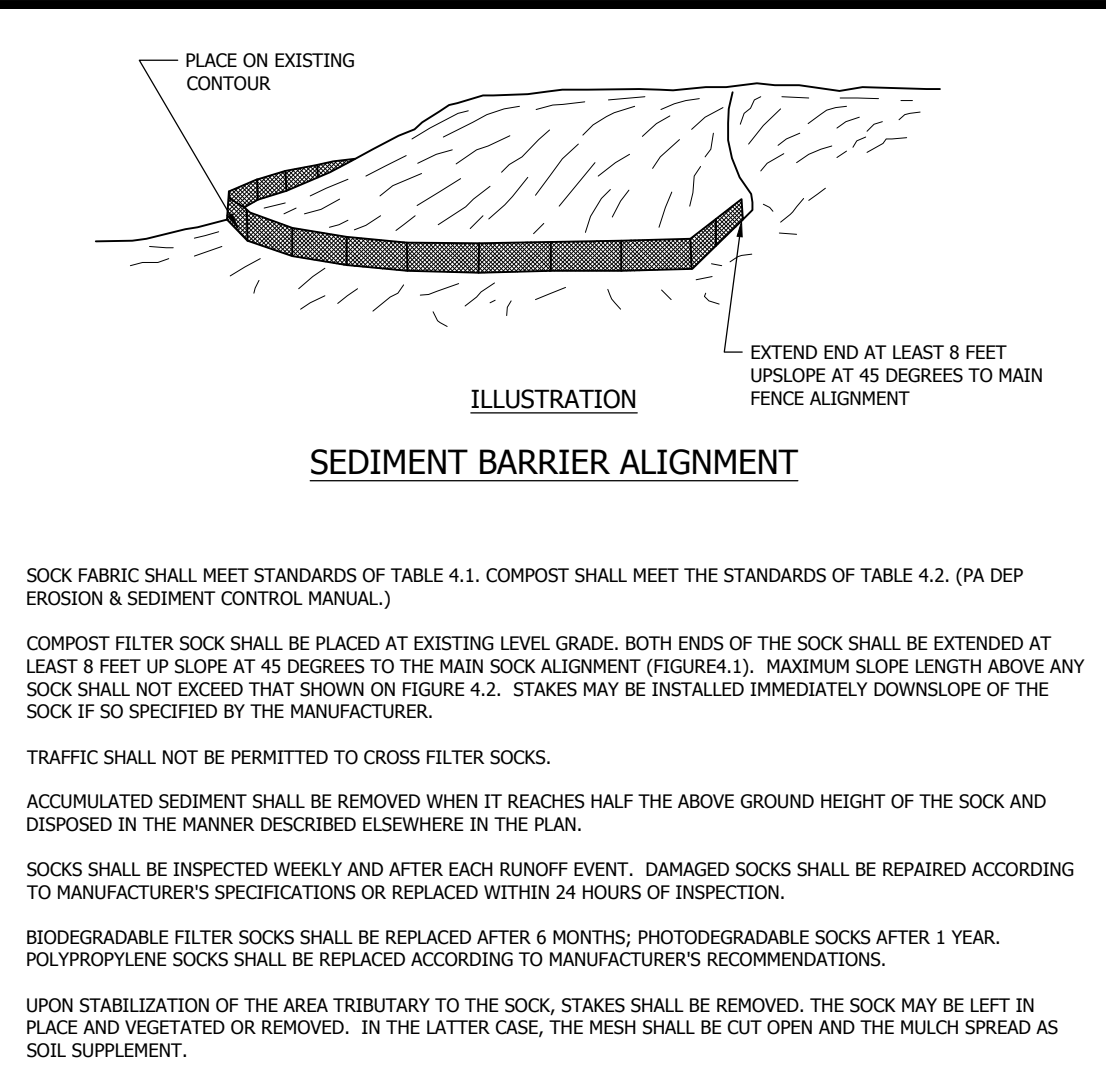 PLACE ON EXISTING
CONTOUR
EXTEND END AT LEAST 8 FEET
UPSLOPE AT 45 DEGREES TO MAIN
FENCE ALIGNMENT
ILLUSTRATION
SEDIMENT BARRIER ALIGNMENT
SOCK FABRIC SHALL MEET STANDARDS OF TABLE 4.1. COMPOST SHALL MEET THE STANDARDS OF TABLE 4.2. (PA DEP
EROSION & SEDIMENT CONTROL MANUAL.)
COMPOST FILTER SOCK SHALL BE PLACED AT EXISTING LEVEL GRADE. BOTH ENDS OF THE SOCK SHALL BE EXTENDED AT
LEAST 8 FEET UP SLOPE AT 45 DEGREES TO THE MAIN SOCK ALIGNMENT (FIGURE4.1). MAXIMUM SLOPE LENGTH ABOVE ANY
SOCK SHALL NOT EXCEED THAT SHOWN ON FIGURE 4.2. STAKES MAY BE INSTALLED IMMEDIATELY DOWNSLOPE OF THE
SOCK IF SO SPECIFIED BY THE MANUFACTURER.
TRAFFIC SHALL NOT BE PERMITTED TO CROSS FILTER SOCKS.
ACCUMULATED SEDIMENT SHALL BE REMOVED WHEN IT REACHES HALF THE ABOVE GROUND HEIGHT OF THE SOCK AND
DISPOSED IN THE MANNER DESCRIBED ELSEWHERE IN THE PLAN.
SOCKS SHALL BE INSPECTED WEEKLY AND AFTER EACH RUNOFF EVENT. DAMAGED SOCKS SHALL BE REPAIRED ACCORDING
TO MANUFACTURER'S SPECIFICATIONS OR REPLACED WITHIN 24 HOURS OF INSPECTION.
BIODEGRADABLE FILTER SOCKS SHALL BE REPLACED AFTER 6 MONTHS; PHOTODEGRADABLE SOCKS AFTER 1 YEAR.
POLYPROPYLENE SOCKS SHALL BE REPLACED ACCORDING TO MANUFACTURER'S RECOMMENDATIONS.
UPON STABILIZATION OF THE AREA TRIBUTARY TO THE SOCK, STAKES SHALL BE REMOVED. THE SOCK MAY BE LEFT IN
PLACE AND VEGETATED OR REMOVED. IN THE LATTER CASE, THE MESH SHALL BE CUT OPEN AND THE MULCH SPREAD AS
SOIL SUPPLEMENT.